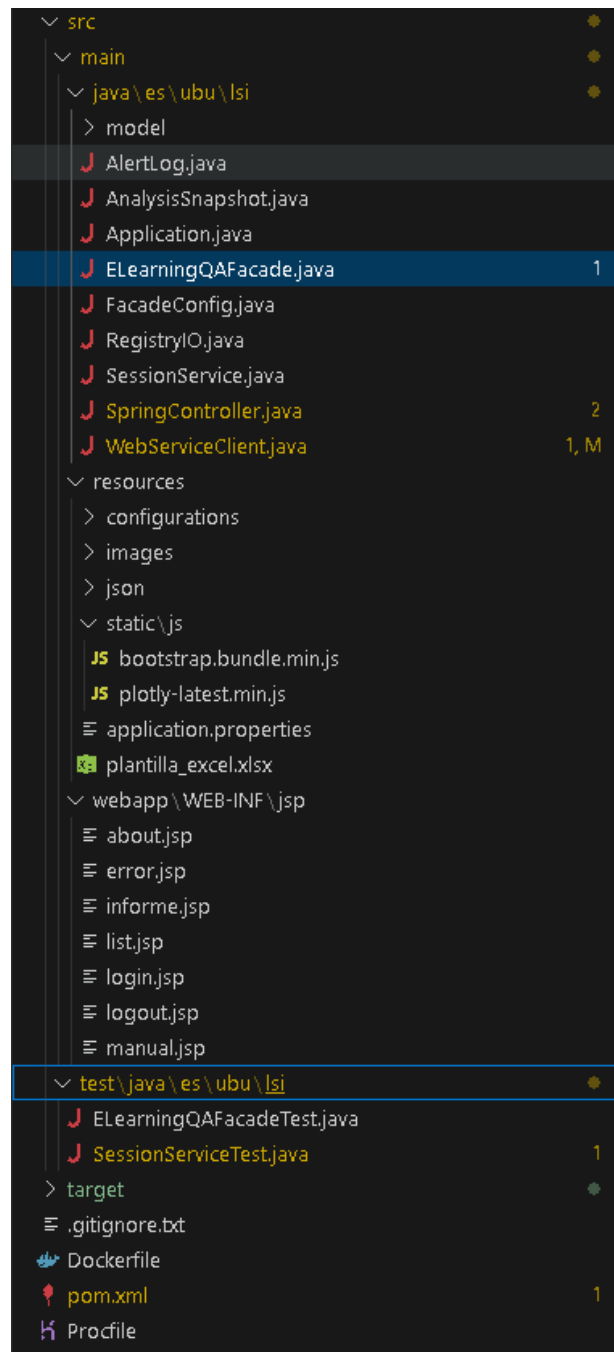 src
main
java\es\ubu\lsi
model
AlertLog.java
AnalysisSnapshot.java
Application.java
ELearningQAFacade.java 1
FacadeConfig.java
RegistryIO.java
SessionService.java
SpringController.java 2
WebServiceClient.java 1, M
resources
configurations
images
json
static\js
JS bootstrap.bundle.min.js
JS plotly-latest.min.js
application.properties
plantilla_excel.xlsx
webapp\WEB-INF\jsp
about.jsp
error.jsp
informe.jsp
list.jsp
login.jsp
logout.jsp
manual.jsp
test\java\es\ubu\lsi
ELearningQAFacadeTest.java
SessionServiceTest.java 1
target
.gitignore.txt
Dockerfile
pom.xml 1
Procfile